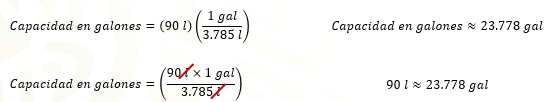 Capacidad en galones = (90 l) (1 gal / 3.785 l)
Capacidad en galones ≈ 23.778 gal
Capacidad en galones = (90 l × 1 gal / 3.785 l)
90 l ≈ 23.778 gal